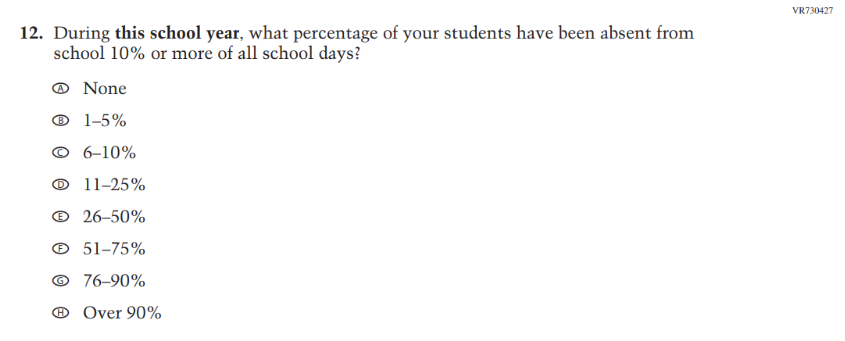 VR730427
12. During this school year, what percentage of your students have been absent from
school 10% or more of all school days?
A None
B 1–5%
C 6–10%
D 11–25%
E 26–50%
F 51–75%
G 76–90%
H Over 90%